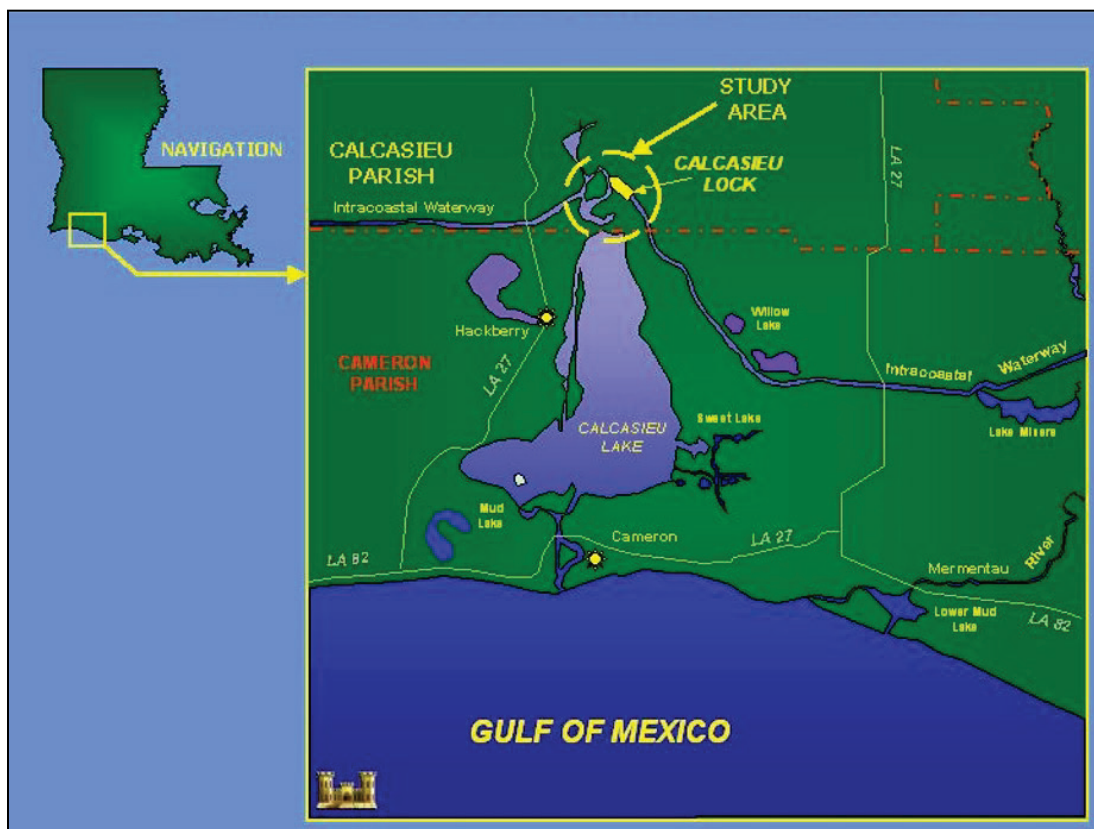 NAVIGATION
STUDY
AREA
CALCASIEU
PARISH
CALCASIEU
LOCK
LA 27
Intracoastal Waterway
Willow
Lake
Hackberry
CAMERON
PARISH
LA 27
Intracoastal
Waterway
Sweet Lake
Lake Misere
CALCASIEU
LAKE
Mud
Lake
Cameron
LA 27
LA 82
Mermentau
River
Lower Mud
Lake
LA 82
GULF OF MEXICO